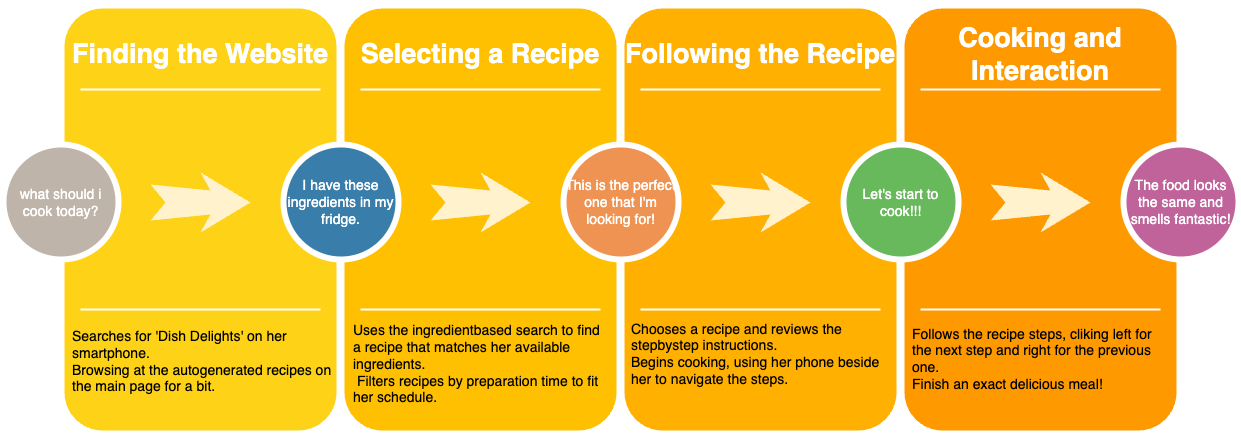 Finding the Website
Selecting a Recipe
Following the Recipe
Cooking and
Interaction
what should i
cook today?
I have these
ingredients in my
fridge.
This is the perfect
one that I'm
looking for!
Let's start to
cook!!!
The food looks
the same and
smells fantastic!
Searches for 'Dish Delights' on her
smartphone.
Browsing at the autogenerated recipes on
the main page for a bit.
Uses the ingredientbased search to find
a recipe that matches her available
ingredients.
Filters recipes by preparation time to fit
her schedule.
Chooses a recipe and reviews the
stepbystep instructions.
Begins cooking, using her phone beside
her to navigate the steps.
Follows the recipe steps, cliking left for
the next step and right for the previous
one.
Finish an exact delicious meal!